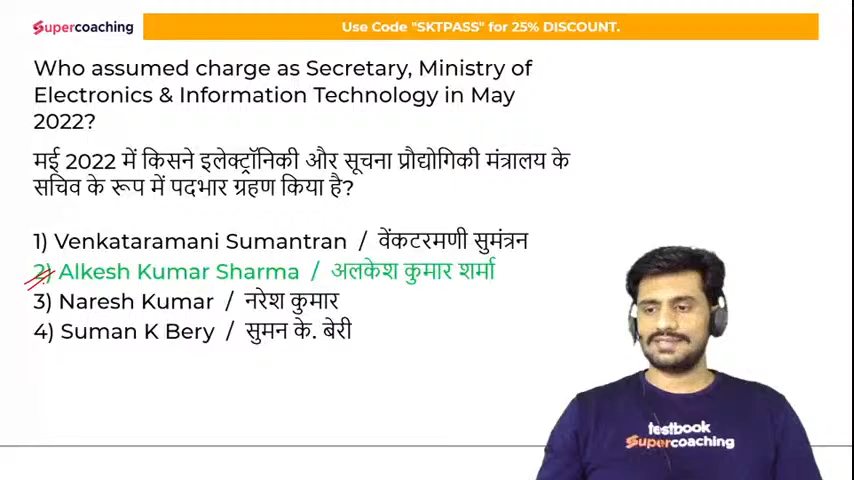 Supercoaching
Use Code "SKTPASS" for 25% DISCOUNT.
Who assumed charge as Secretary, Ministry of
Electronics & Information Technology in May
2022?
मई 2022 में किसने इलेक्ट्रॉनिकी और सूचना प्रौद्योगिकी मंत्रालय के
सचिव के रूप में पदभार ग्रहण किया है?
1) Venkataramani Sumantran / वेंकटरमणी सुमंत्रन
2) Alkesh Kumar Sharma / अलकेश कुमार शर्मा
3) Naresh Kumar / नरेश कुमार
4) Suman K Bery / सुमन के. बेरी
testbook
Supercoaching